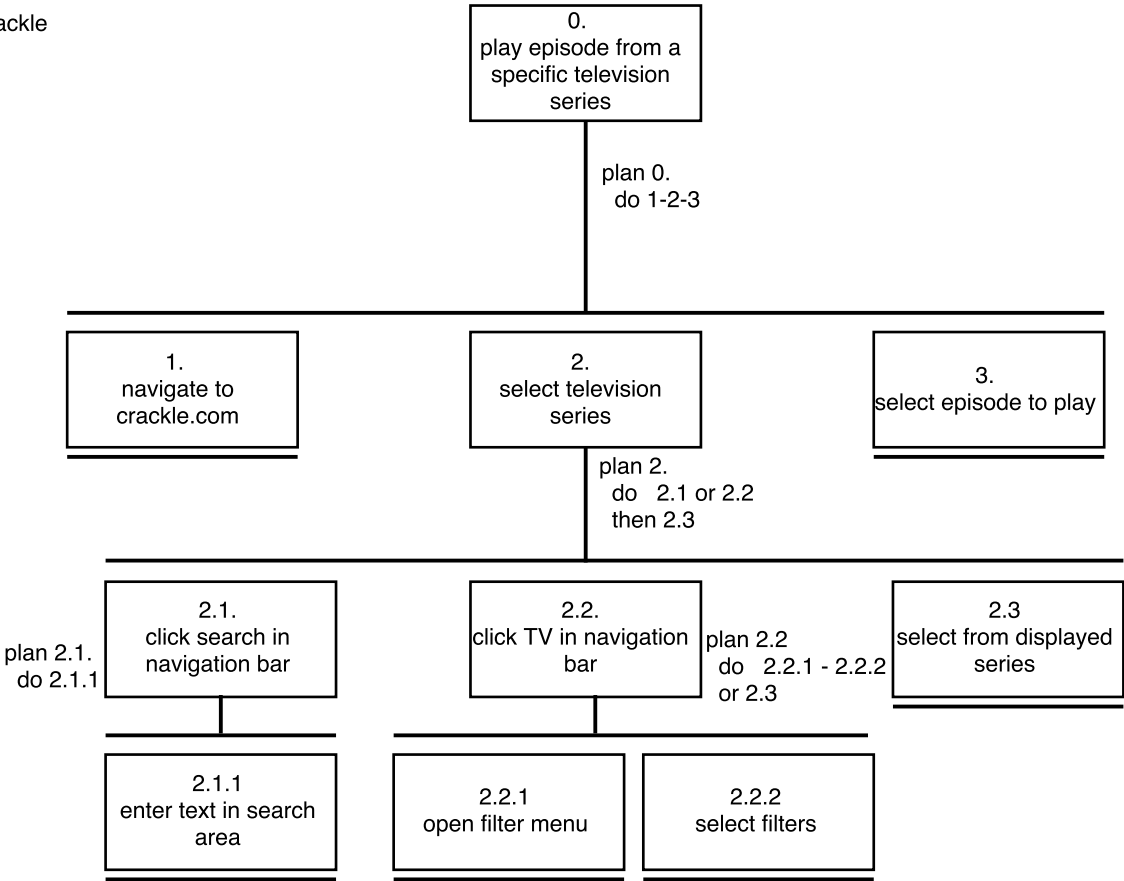 ackle
0.
play episode from a
specific television
series
plan 0.
do 1-2-3
1.
navigate to
crackle.com
2.
select television
series
3.
select episode to play
plan 2.
do 2.1 or 2.2
then 2.3
plan 2.1.
do 2.1.1
2.1.
click search in
navigation bar
2.2.
click TV in navigation
bar
plan 2.2
do 2.2.1 - 2.2.2
or 2.3
2.3
select from displayed
series
2.1.1
enter text in search
area
2.2.1
open filter menu
2.2.2
select filters